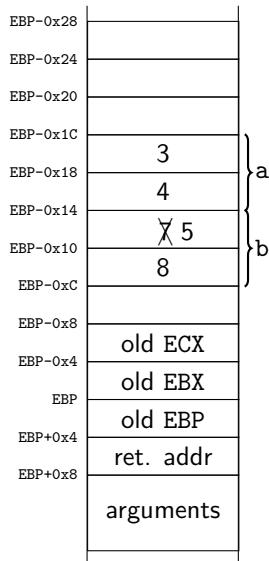 EBP-0x28
EBP-0x24
EBP-0x20
EBP-0x1C
3
EBP-0x18
a
4
EBP-0x14
7 5
EBP-0x10
b
8
EBP-0xC
EBP-0x8
old ECX
EBP-0x4
old EBX
EBP
old EBP
EBP+0x4
ret. addr
EBP+0x8
arguments